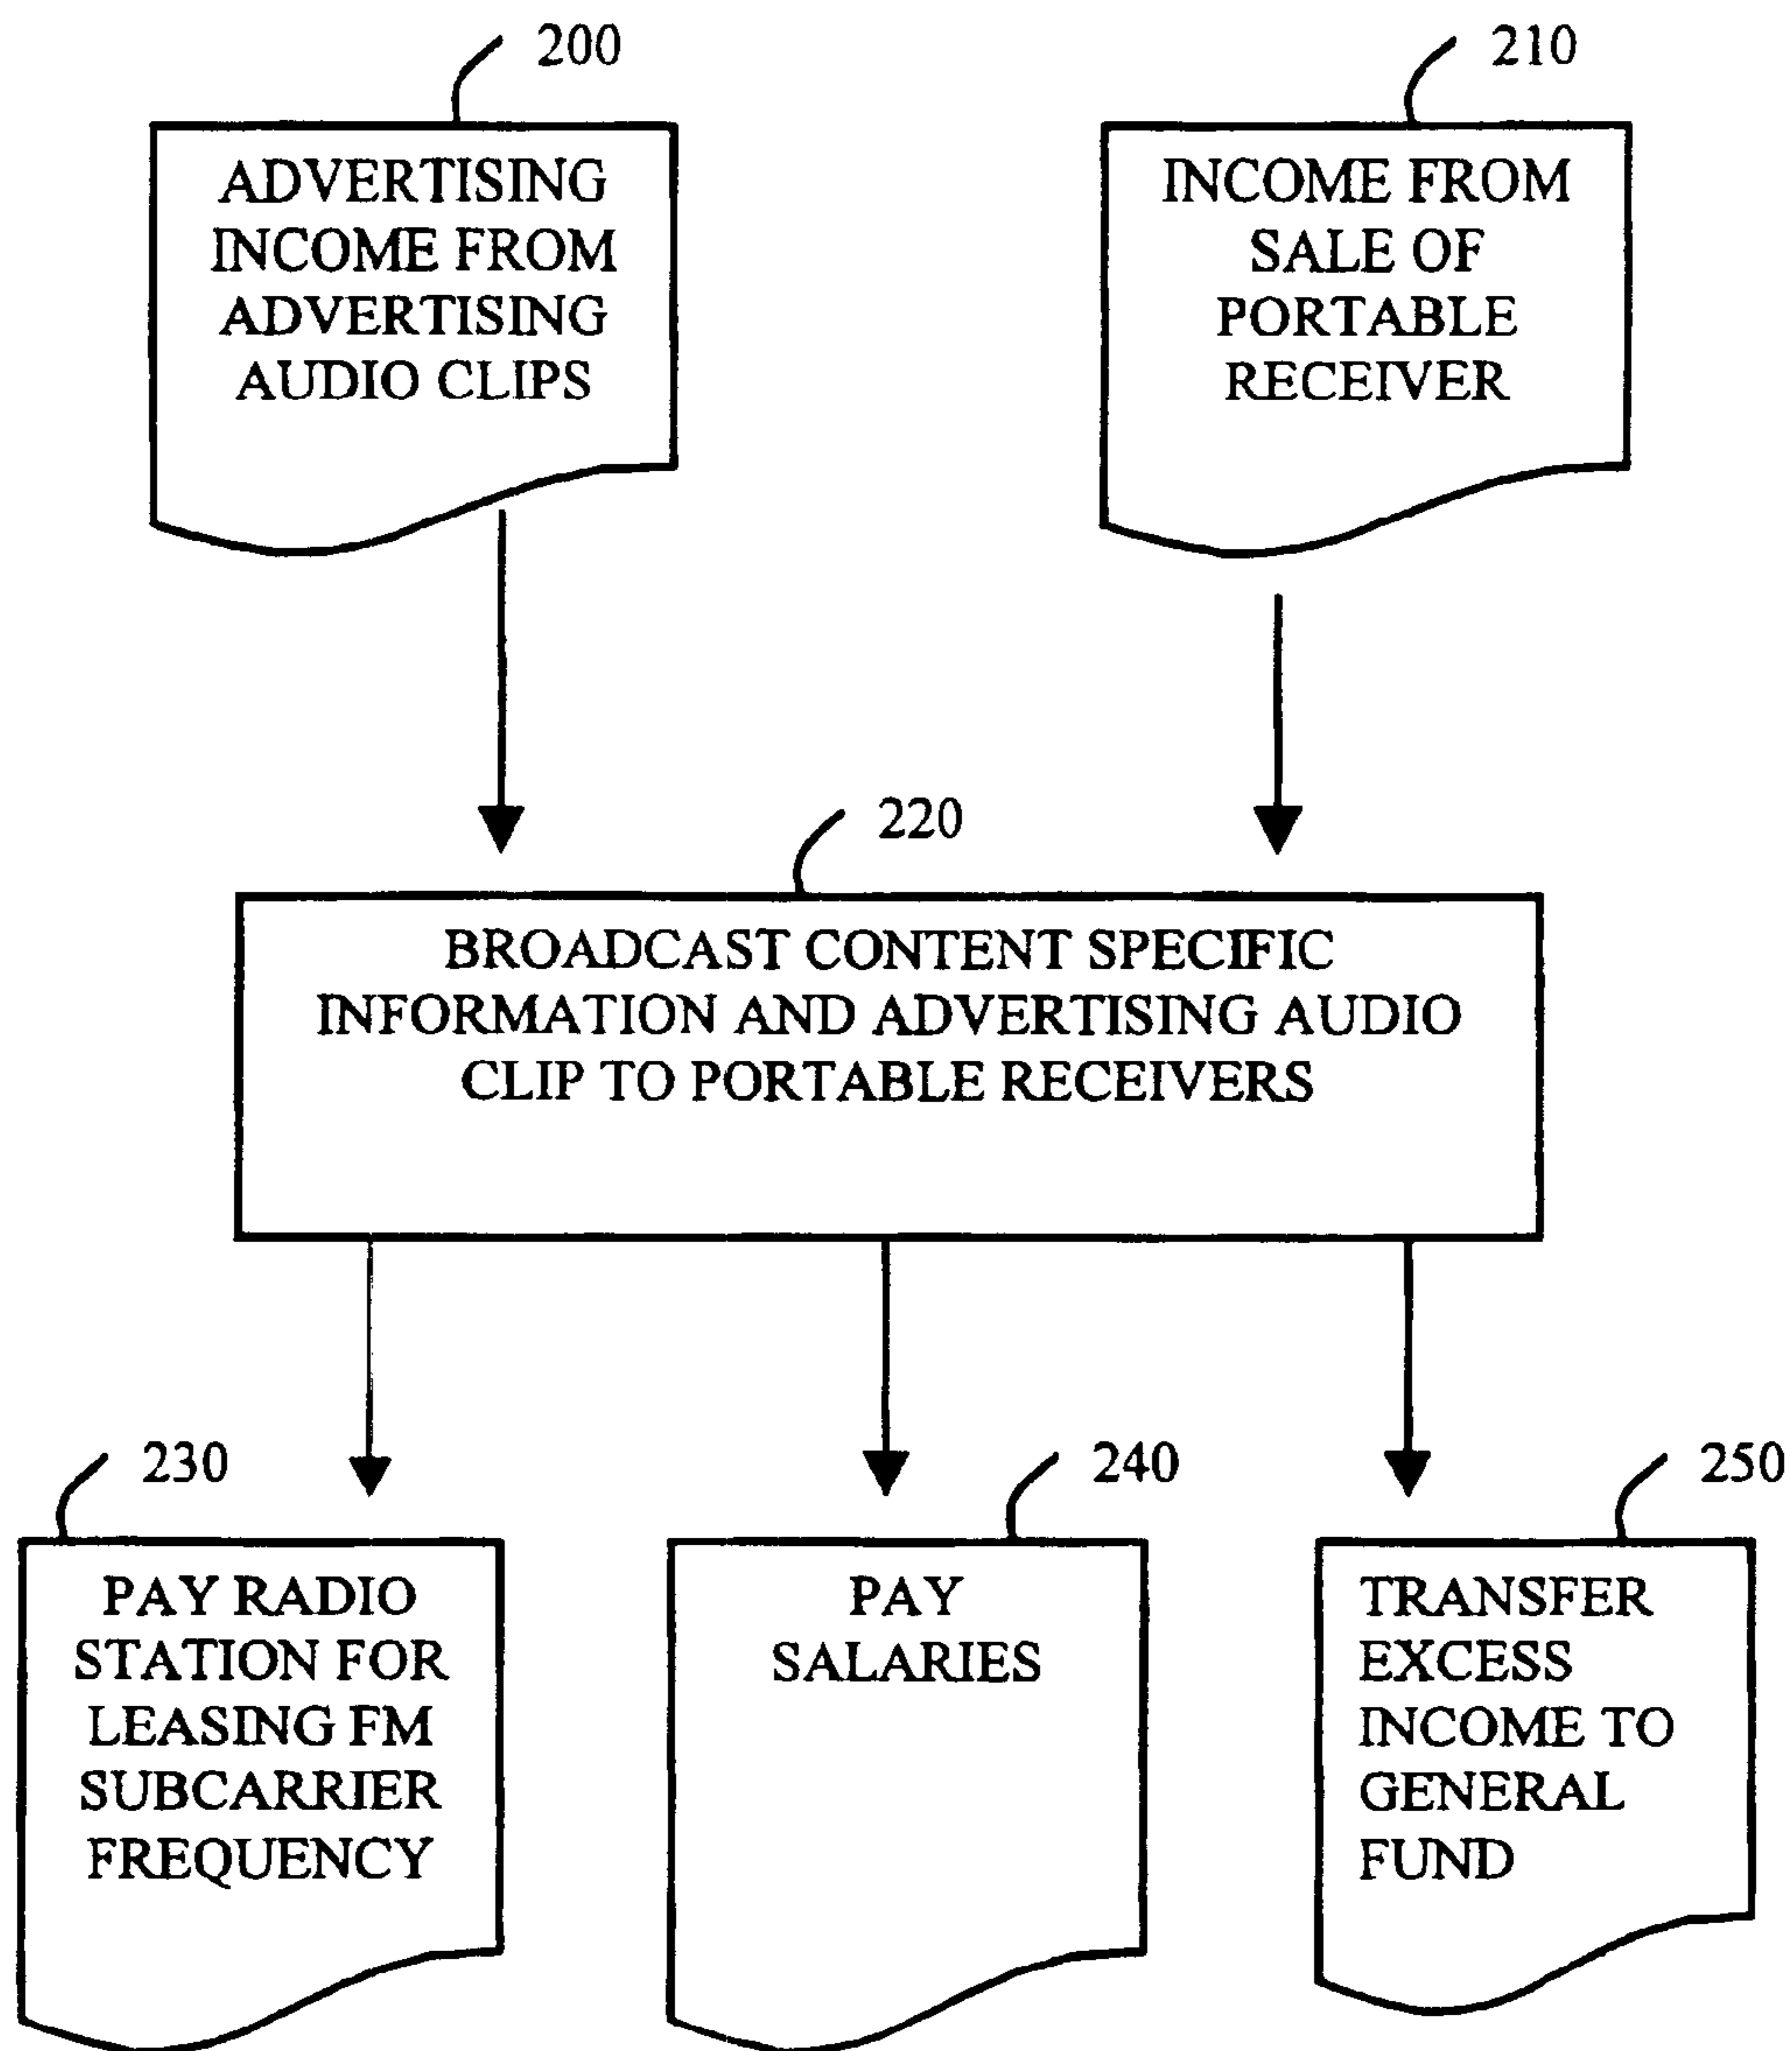 200
210
ADVERTISING
INCOME FROM
ADVERTISING
AUDIO CLIPS
INCOME FROM
SALE OF
PORTABLE
RECEIVER
220
BROADCAST CONTENT SPECIFIC
INFORMATION AND ADVERTISING AUDIO
CLIP TO PORTABLE RECEIVERS
230
240
250
PAY RADIO
STATION FOR
LEASING FM
SUBCARRIER
FREQUENCY
PAY
SALARIES
TRANSFER
EXCESS
INCOME TO
GENERAL
FUND